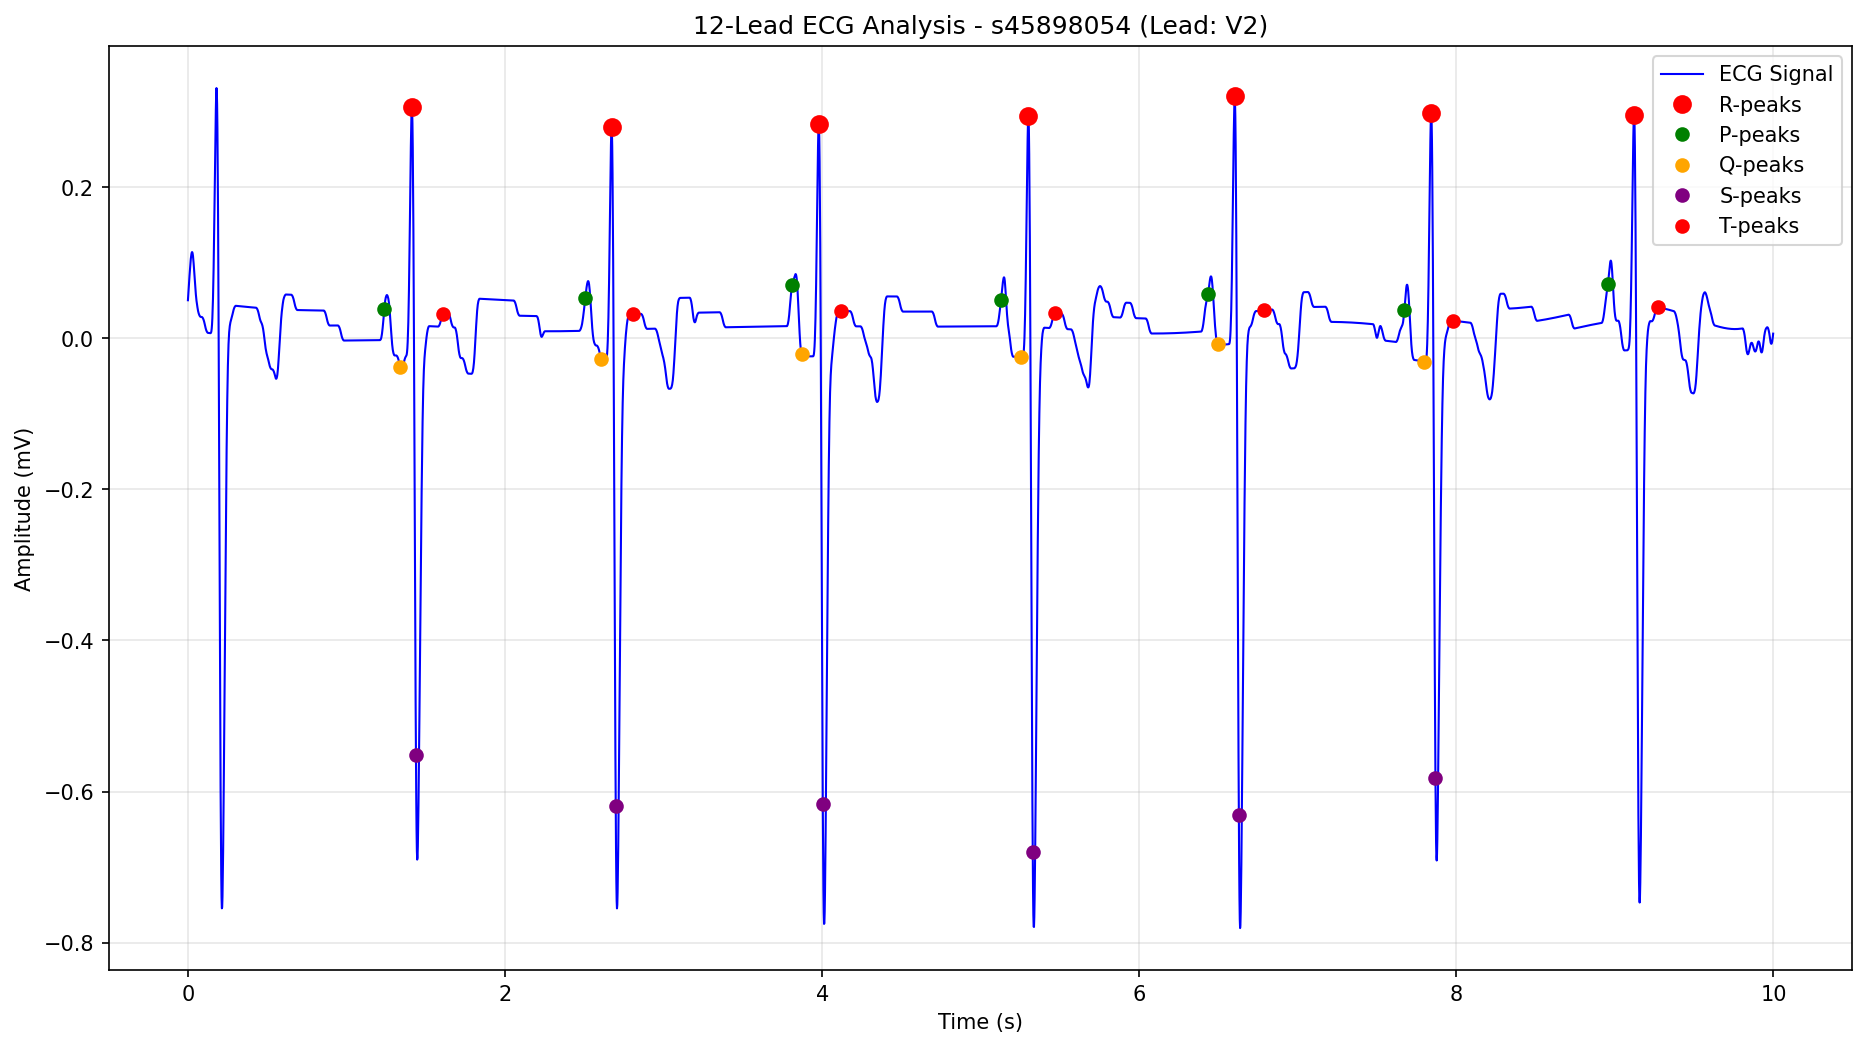 12-Lead ECG Analysis - s45898054 (Lead: V2)
ECG Signal
R-peaks
P-peaks
Q-peaks
S-peaks
T-peaks
0.2
0.0
−0.2
−0.4
−0.6
−0.8
Amplitude (mV)
0 2 4 6 8 10
Time (s)